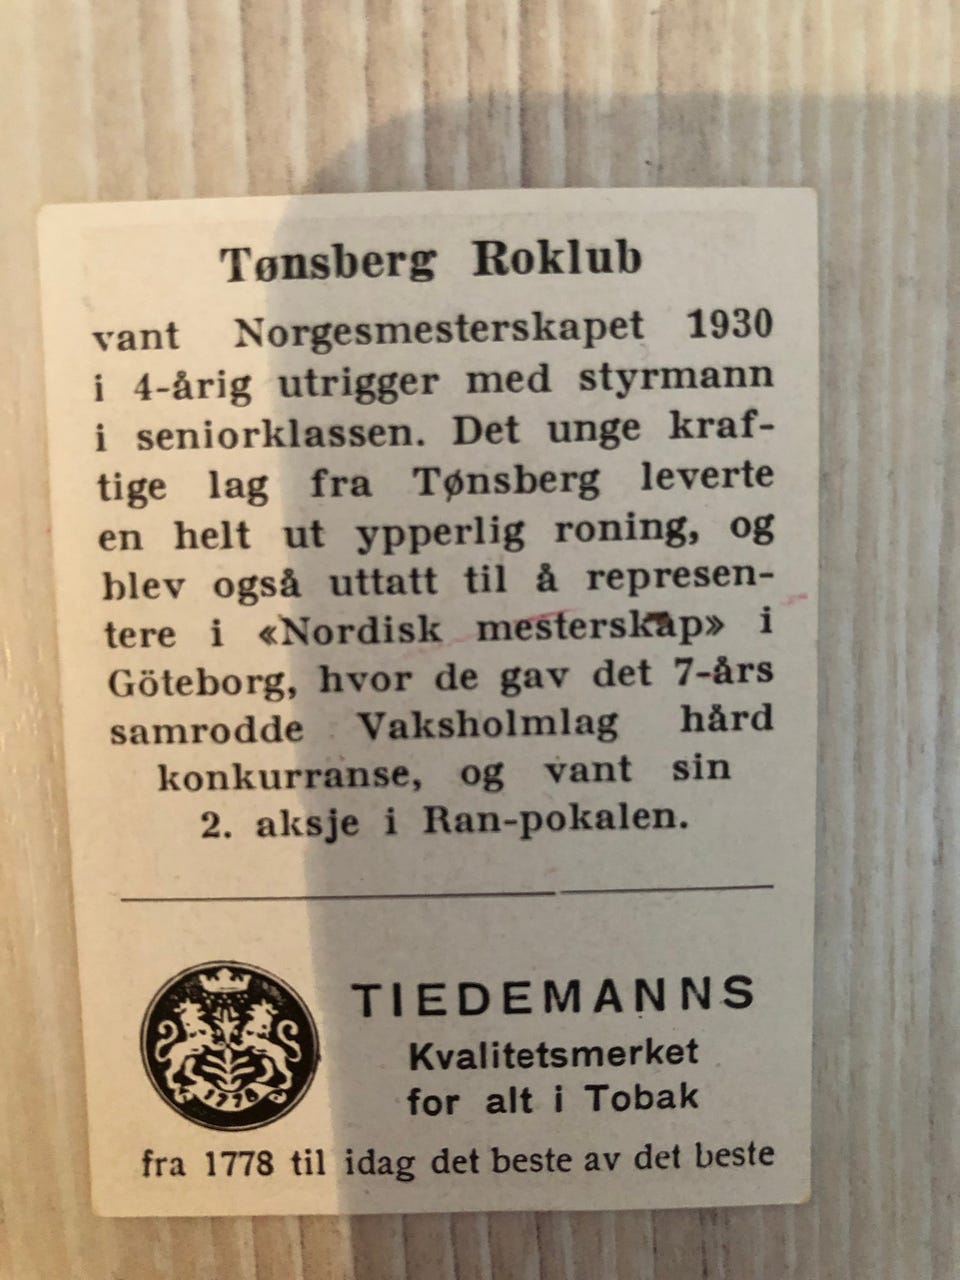 Tønsberg Roklub
vant Norgesmesterskapet 1930
i 4-årig utrigger med styrmann
i seniorklassen. Det unge kraf-
tige lag fra Tønsberg leverte
en helt ut ypperlig roning, og
blev også uttatt til å represen-
tere i «Nordisk mesterskap» i
Göteborg, hvor de gav det 7-års
samrodde Vaksholmlag hård
konkurranse, og vant sin
2. aksje i Ran-pokalen.
1778
TIEDEMANNS
Kvalitetsmerket
for alt i Tobak
fra 1778 til idag det beste av det beste